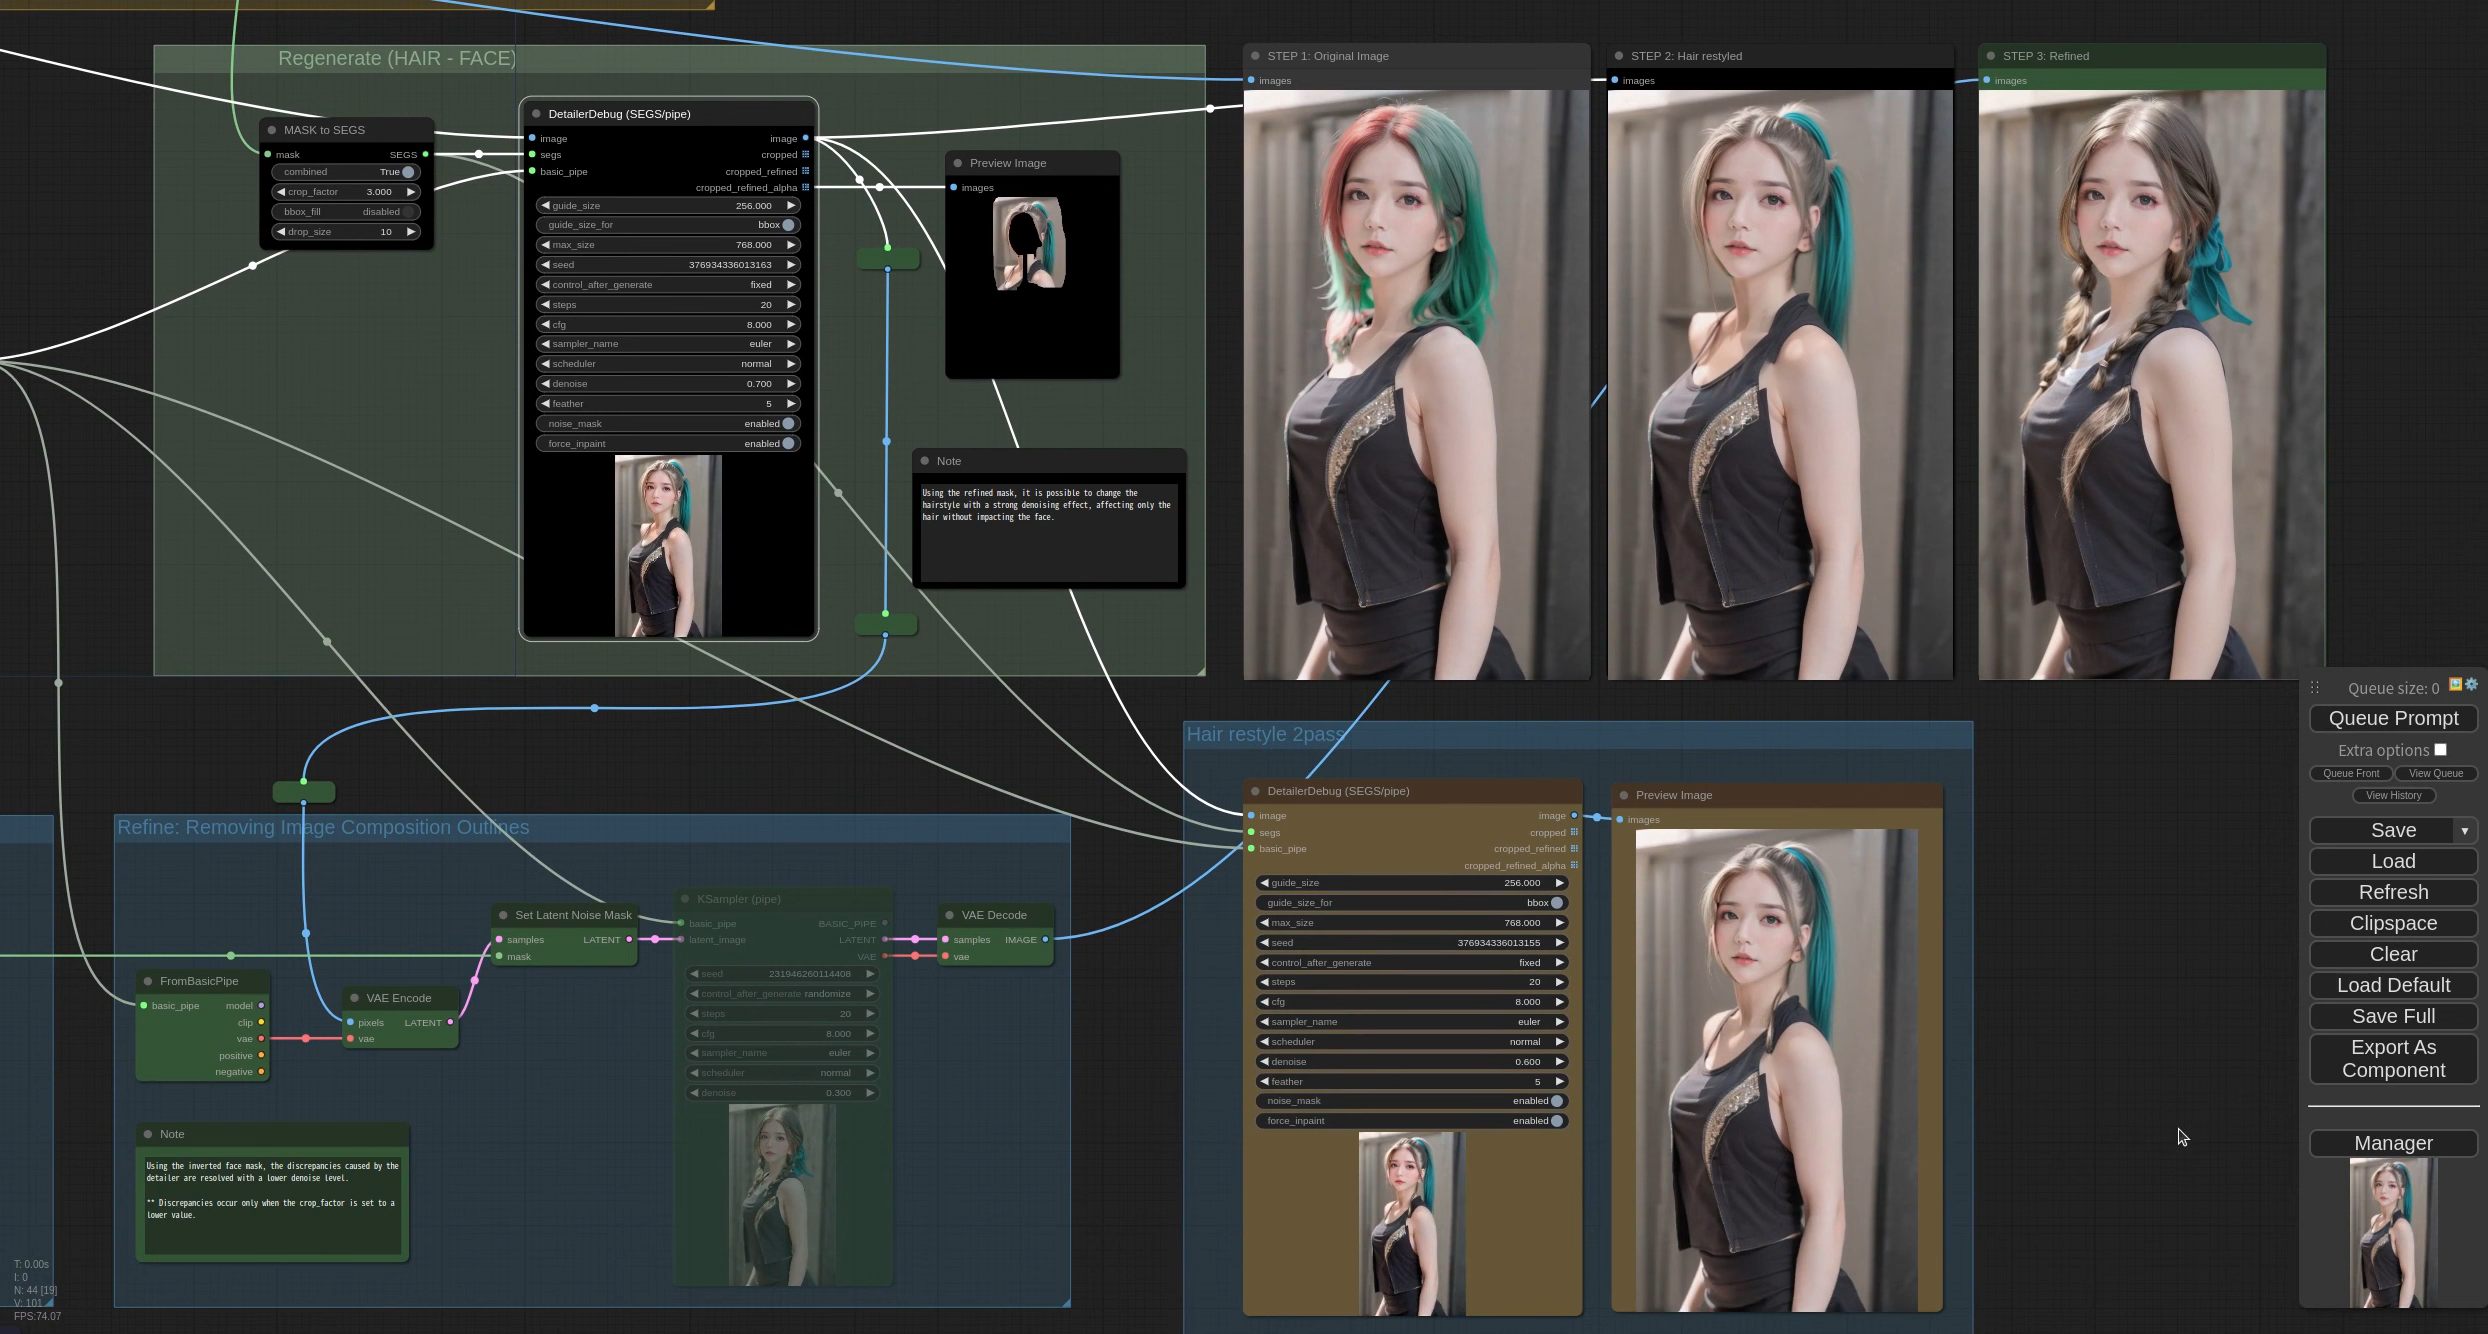 Regenerate (HAIR - FACE)
MASK to SEGS
mask SEGS
combined True
crop_factor 3.000
bbox_fill disabled
drop_size 10
DetailerDebug (SEGS/pipe)
image image
segs cropped
basic_pipe cropped_refined
cropped_refined_alpha
guide_size 256.000
guide_size_for bbox
max_size 768.000
seed 376934336013163
control_after_generate fixed
steps 20
cfg 8.000
sampler_name euler
scheduler normal
denoise 0.700
feather 5
noise_mask enabled
force_inpaint enabled
Preview Image
images
Note
Using the refined mask, it is possible to change the
hairstyle with a strong denoising effect, affecting only the
hair without impacting the face.
STEP 1: Original Image
images
STEP 2: Hair restyled
images
STEP 3: Refined
images
Refine: Removing Image Composition Outlines
FromBasicPipe
basic_pipe model
clip
vae
positive
negative
VAE Encode
pixels LATENT
vae
Set Latent Noise Mask
samples LATENT
mask
KSampler (pipe)
basic_pipe BASIC_PIPE
latent_image LATENT
VAE
seed 231946260114408
control_after_generate randomize
steps 20
cfg 8.000
sampler_name euler
scheduler normal
denoise 0.300
VAE Decode
samples IMAGE
vae
Note
Using the inverted face mask, the discrepancies caused by the
detailer are resolved with a lower denoise level.
** Discrepancies occur only when the crop_factor is set to a
lower value.
T: 0.00s
I: 0
N: 44 [19]
V: 101
FPS:74.07
Hair restyle 2pass
DetailerDebug (SEGS/pipe)
image image
segs cropped
basic_pipe cropped_refined
cropped_refined_alpha
guide_size 256.000
guide_size_for bbox
max_size 768.000
seed 376934336013155
control_after_generate fixed
steps 20
cfg 8.000
sampler_name euler
scheduler normal
denoise 0.600
feather 5
noise_mask enabled
force_inpaint enabled
Preview Image
images
Queue size: 0
Queue Prompt
Extra options
Queue Front View Queue
View History
Save
Load
Refresh
Clipspace
Clear
Load Default
Save Full
Export As
Component
Manager